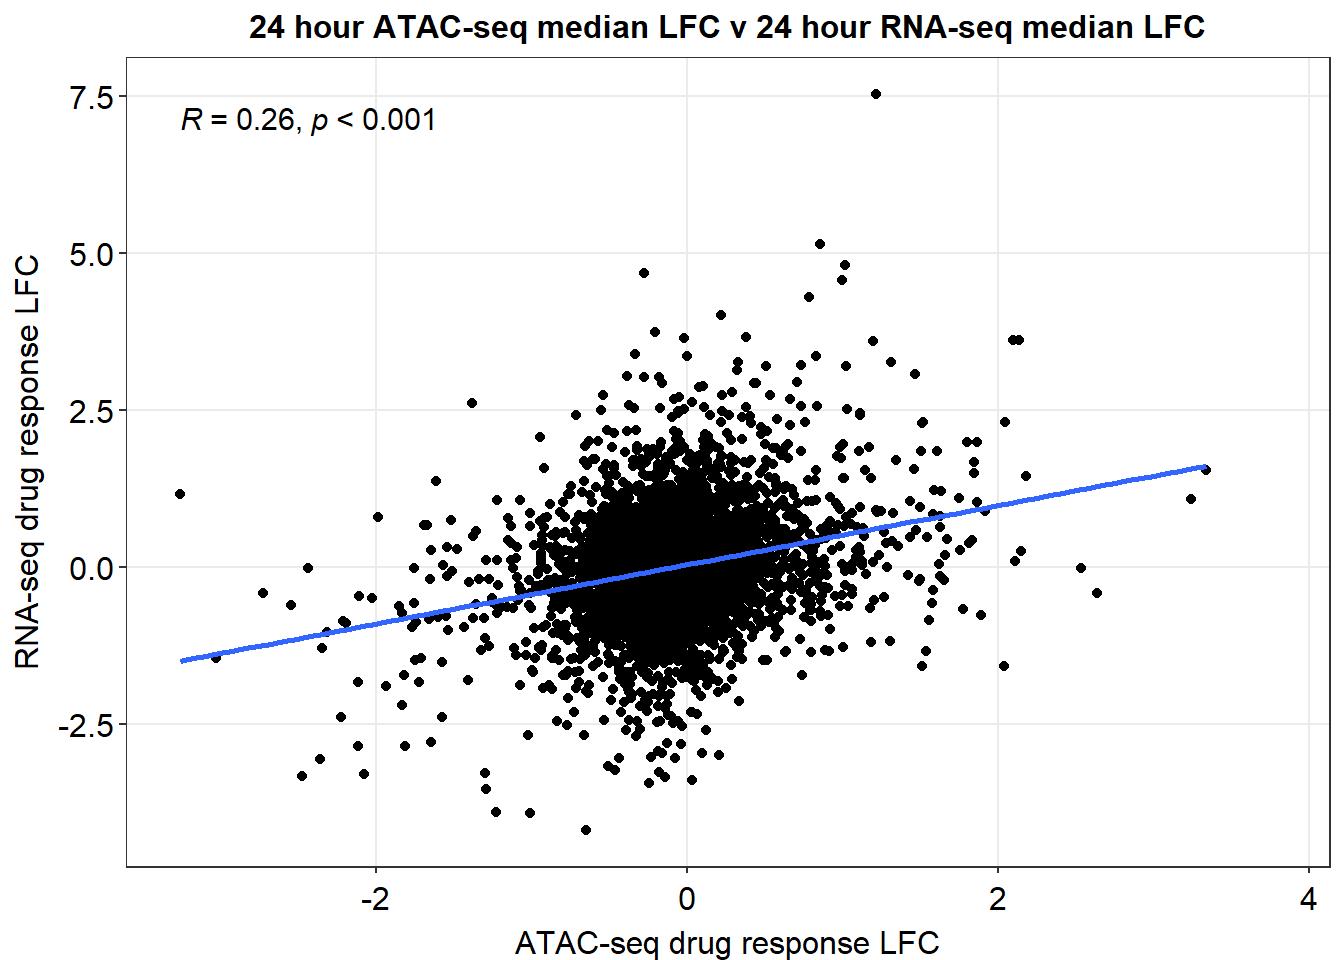 24 hour ATAC-seq median LFC v 24 hour RNA-seq median LFC
R = 0.26, p < 0.001
7.5
5.0
2.5
0.0
-2.5
RNA-seq drug response LFC
-2
0
2
4
ATAC-seq drug response LFC